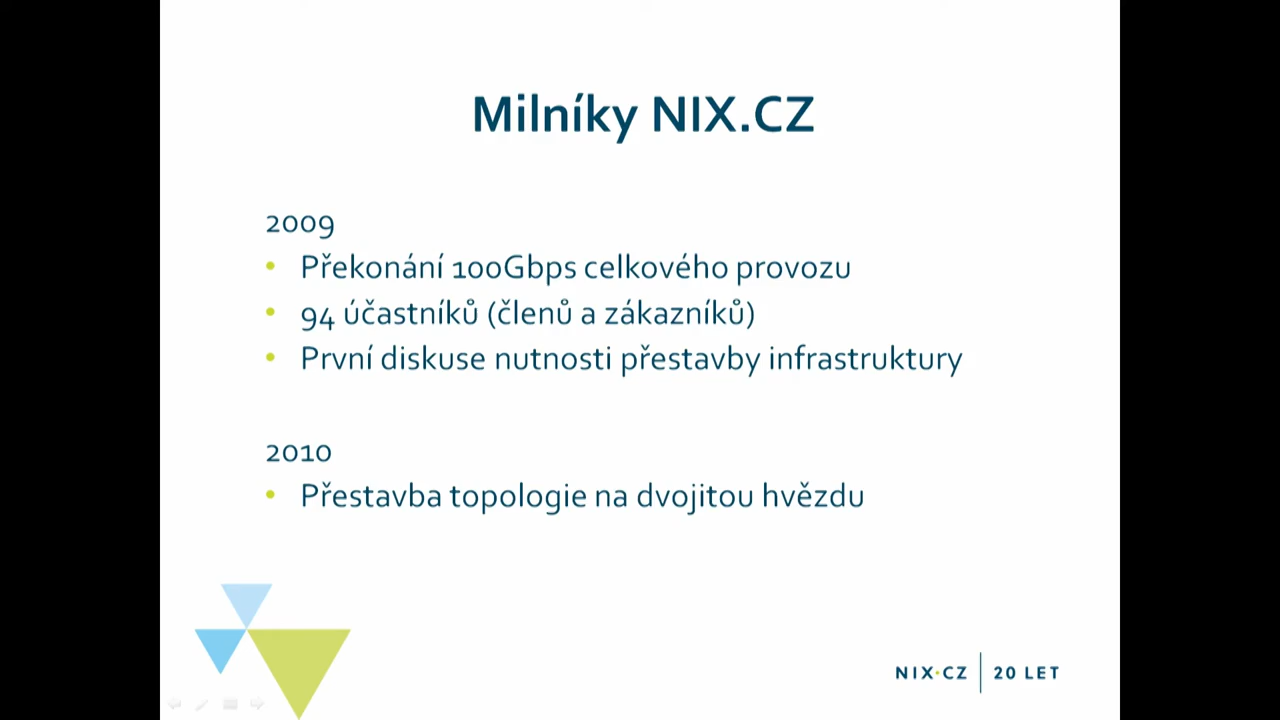 Milníky NIX.CZ
2009
• Překonání 100Gbps celkového provozu
• 94 účastníků (členů a zákazníků)
• První diskuse nutnosti přestavby infrastruktury
2010
• Přestavba topologie na dvojitou hvězdu
NIX.CZ | 20 LET